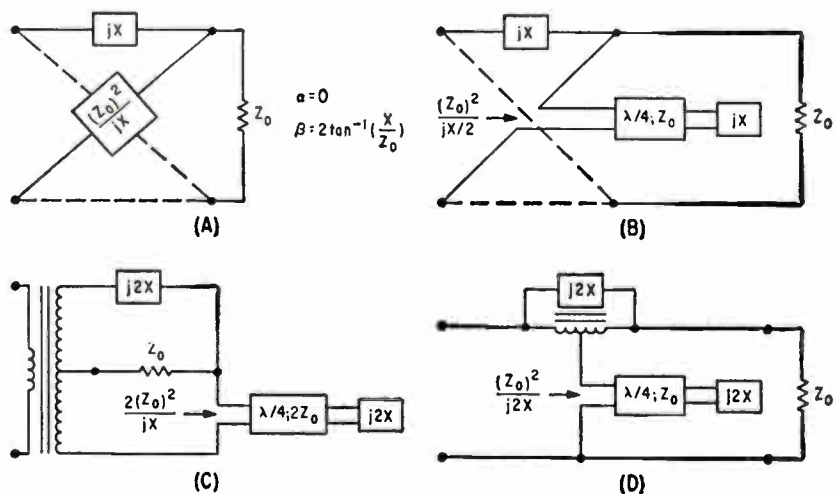 jX
(Z₀)²
jX
Z₀
α=0
β=2tan⁻¹(X/Z₀)
(A)
jX
(Z₀)²
jX/2
λ/4;Z₀
jX
Z₀
(B)
j2X
Z₀
2(Z₀)²
jX
λ/4;2Z₀
j2X
(C)
j2X
(Z₀)²
j2X
λ/4;Z₀
j2X
Z₀
(D)